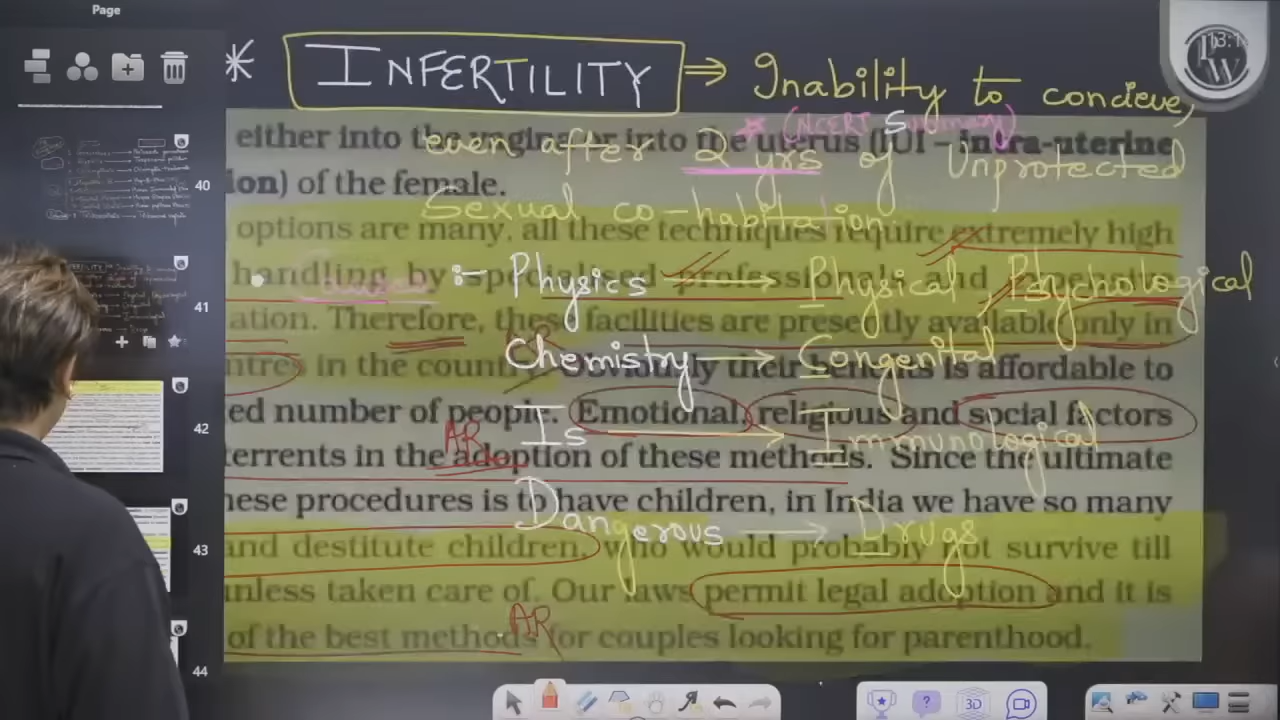 Page
* INFERTILITY ⇒ Inability to concieve,
* (NCERT Summary)
even after 2 yrs of Unprotected
Sexual co-habitation.
:- Physics → Physical, Psychological
Chemistry → Congenital
Is → Immunological
Dangerous → Drugs
either into the vagina or into the uterus (IUI – intra-uterine
lon) of the female.
options are many, all these techniques require extremely high
handling by specialised professionals and
ation. Therefore, these facilities are presently available only in
ntres in the country. Obviously their benefits is affordable to
ed number of people. Emotional, religious and social factors
AR
terrents in the adoption of these methods. Since the ultimate
hese procedures is to have children, in India we have so many
and destitute children, who would probably not survive till
unless taken care of. Our laws permit legal adoption and it is
AR
of the best methods for couples looking for parenthood.
40
41
42
43
44
13:1
W
3D